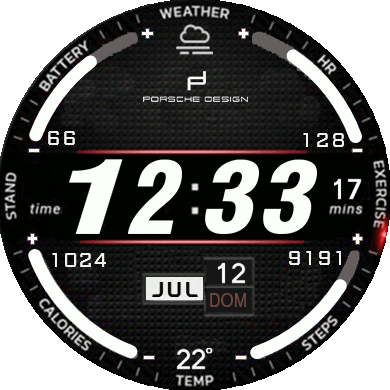 WEATHER
BATTERY
HR
PORSCHE DESIGN
66
128
STAND
time
12:33
17
mins
EXERCISE
1024
9191
JUL
12
DOM
CALORIES
STEPS
22°
TEMP